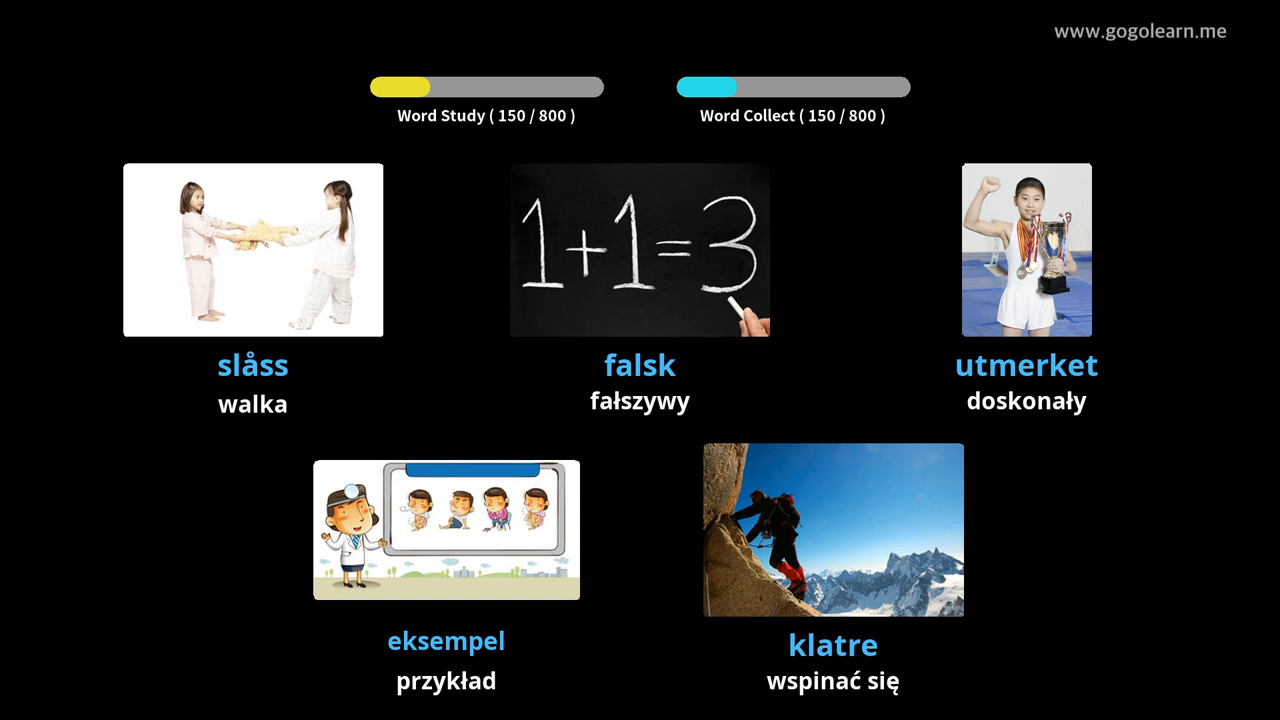 www.gogolearn.me
Word Study ( 150 / 800 )
Word Collect ( 150 / 800 )
1+1=3
slåss
walka
falsk
fałszywy
utmerket
doskonały
eksempel
przykład
klatre
wspinać się